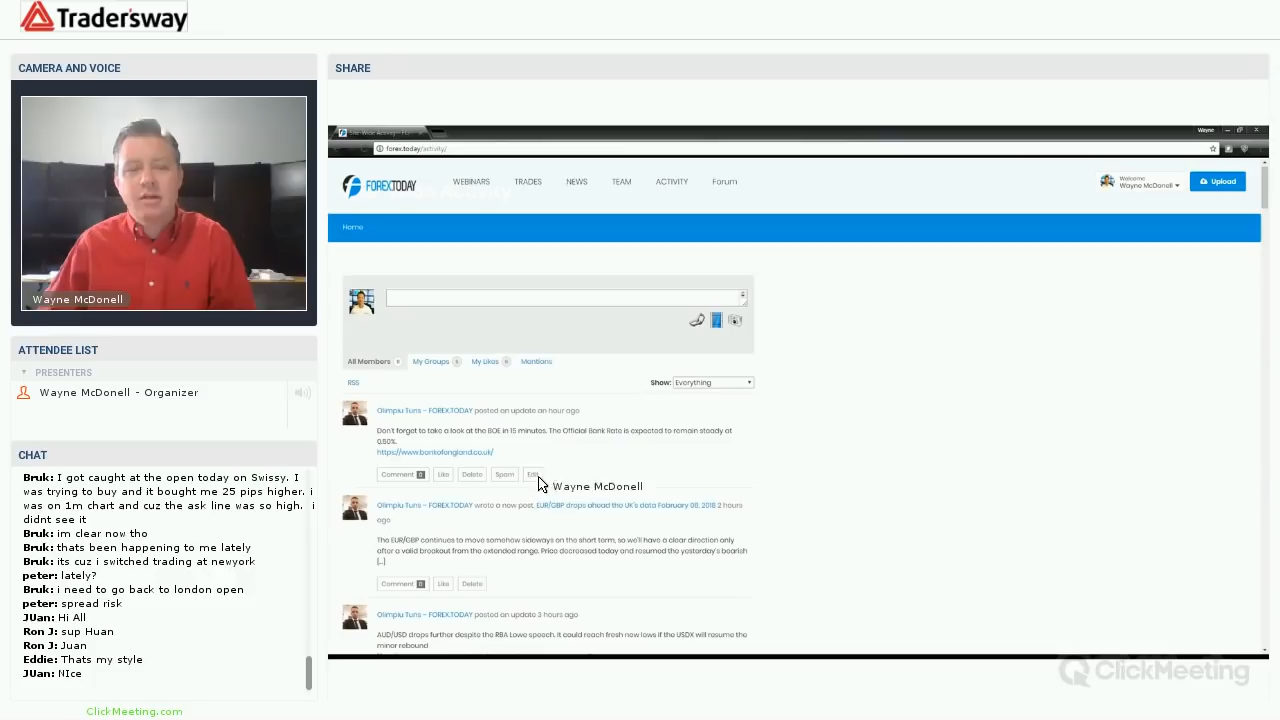 Tradersway
CAMERA AND VOICE
SHARE
Wayne McDonell
ATTENDEE LIST
PRESENTERS
Wayne McDonell - Organizer
CHAT
Bruk: I got caught at the open today on Swissy. I
was trying to buy and it bought me 25 pips higher. i
was on 1m chart and cuz the ask line was so high. i
didnt see it
Bruk: im clear now tho
Bruk: thats been happening to me lately
Bruk: its cuz i switched trading at newyork
peter: lately?
Bruk: i need to go back to london open
peter: spread risk
JUan: Hi All
Ron J: sup Huan
Ron J: Juan
Eddie: Thats my style
JUan: NIce
ClickMeeting.com
Wayne
forex.today/activity/
FOREXTODAY
WEBINARS
TRADES
NEWS
TEAM
ACTIVITY
Forum
Welcome
Wayne McDonell
Upload
Home
All Members
My Groups
My Likes
Mentions
RSS
Show: Everything
Olimpiu Tuns – FOREX.TODAY posted an update an hour ago
Don't forget to take a look at the BOE in 15 minutes. The Official Bank Rate is expected to remain steady at
0.50%.
https://www.bankofengland.co.uk/
Comment 0 Like Delete Spam Edit
Wayne McDonell
Olimpiu Tuns – FOREX.TODAY wrote a new post, EUR/GBP drops ahead the UK's data February 08, 2018 2 hours
ago
The EUR/GBP continues to move somehow sideways on the short term, so we'll have a clear direction only
after a valid breakout from the extended range. Price decreased today and resumed the yesterday's bearish
[...]
Comment 0 Like Delete
Olimpiu Tuns – FOREX.TODAY posted an update 3 hours ago
AUD/USD drops further despite the RBA Lowe speech. It could reach fresh new lows if the USDX will resume the
minor rebound
ClickMeeting